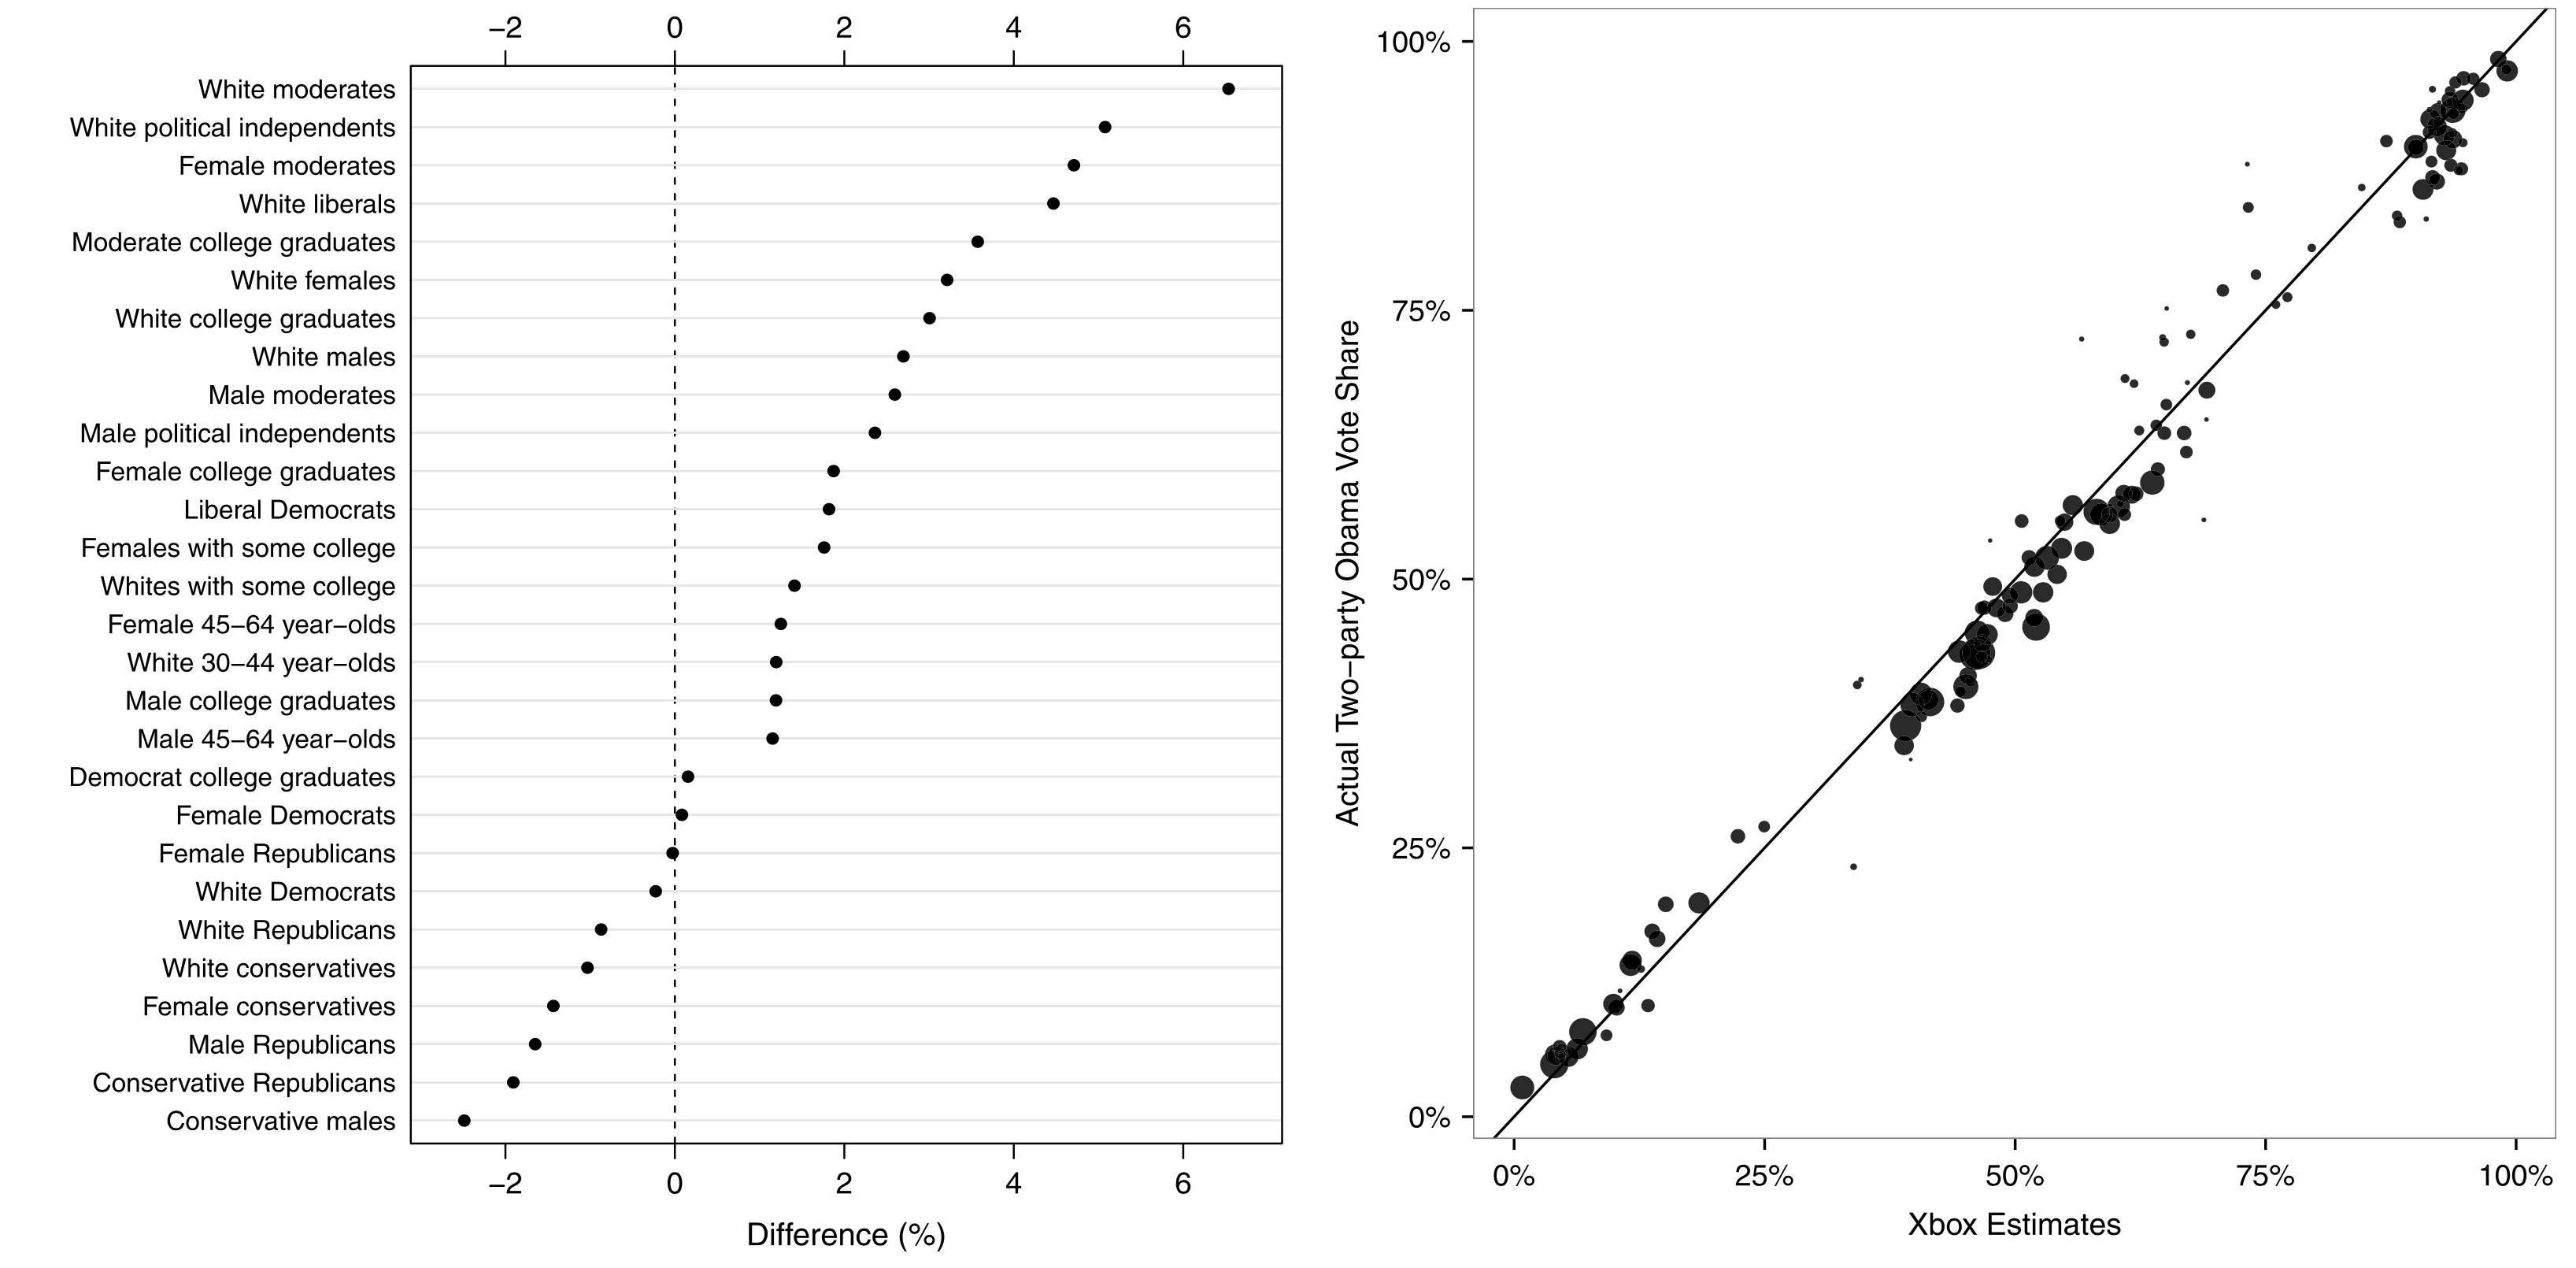 −2 0 2 4 6
White moderates
White political independents
Female moderates
White liberals
Moderate college graduates
White females
White college graduates
White males
Male moderates
Male political independents
Female college graduates
Liberal Democrats
Females with some college
Whites with some college
Female 45−64 year−olds
White 30−44 year−olds
Male college graduates
Male 45−64 year−olds
Democrat college graduates
Female Democrats
Female Republicans
White Democrats
White Republicans
White conservatives
Female conservatives
Male Republicans
Conservative Republicans
Conservative males
−2 0 2 4 6
Difference (%)
Actual Two−party Obama Vote Share
100%
75%
50%
25%
0%
0% 25% 50% 75% 100%
Xbox Estimates